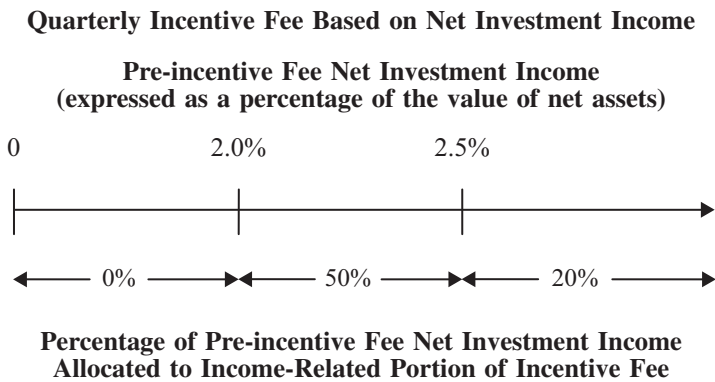 Quarterly Incentive Fee Based on Net Investment Income
Pre-incentive Fee Net Investment Income
(expressed as a percentage of the value of net assets)
0 2.0% 2.5%
0% 50% 20%
Percentage of Pre-incentive Fee Net Investment Income
Allocated to Income-Related Portion of Incentive Fee